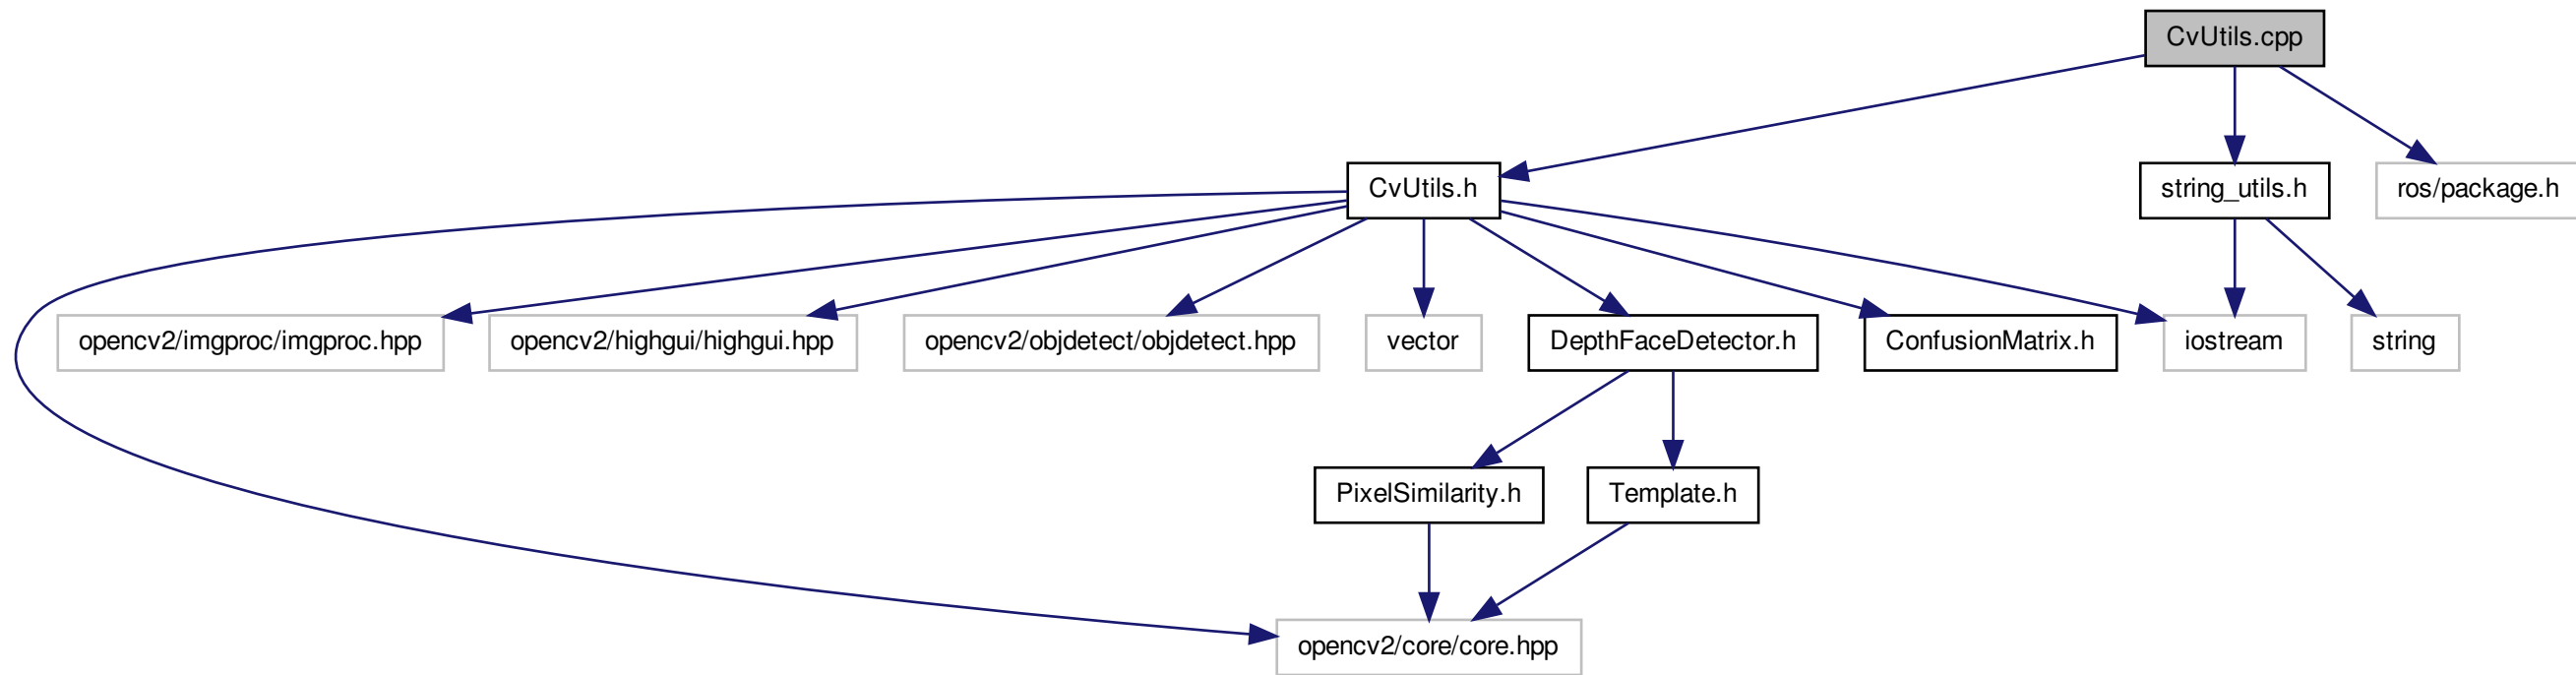 CvUtils.cpp
CvUtils.h
string_utils.h
ros/package.h
opencv2/imgproc/imgproc.hpp
opencv2/highgui/highgui.hpp
opencv2/objdetect/objdetect.hpp
vector
DepthFaceDetector.h
ConfusionMatrix.h
iostream
string
PixelSimilarity.h
Template.h
opencv2/core/core.hpp